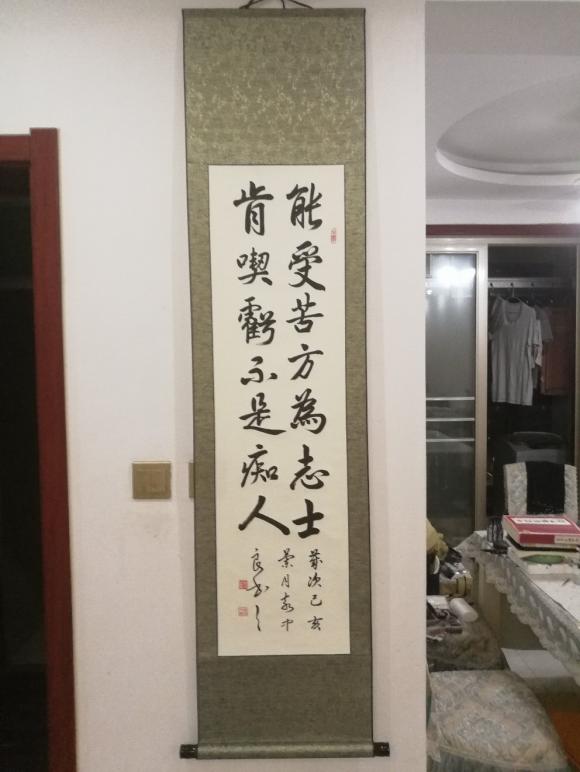 能受苦方為志士
肯喫虧不是痴人
歲次己亥